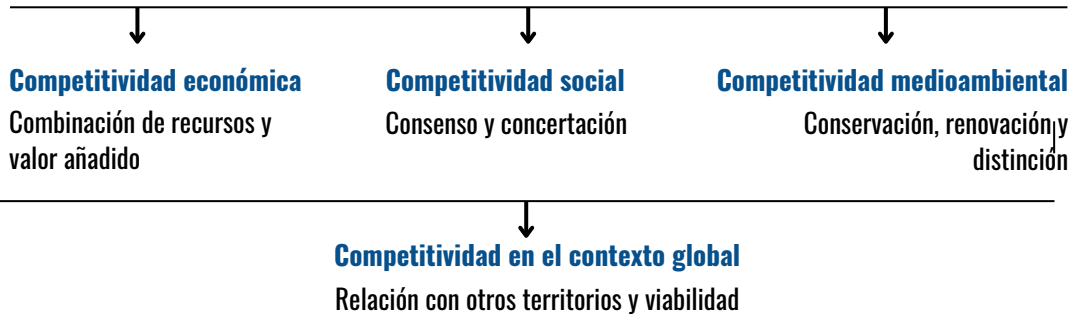 Competitividad económica
Combinación de recursos y
valor añadido
Competitividad social
Consenso y concertación
Competitividad medioambiental
Conservación, renovación y
distinción
Competitividad en el contexto global
Relación con otros territorios y viabilidad